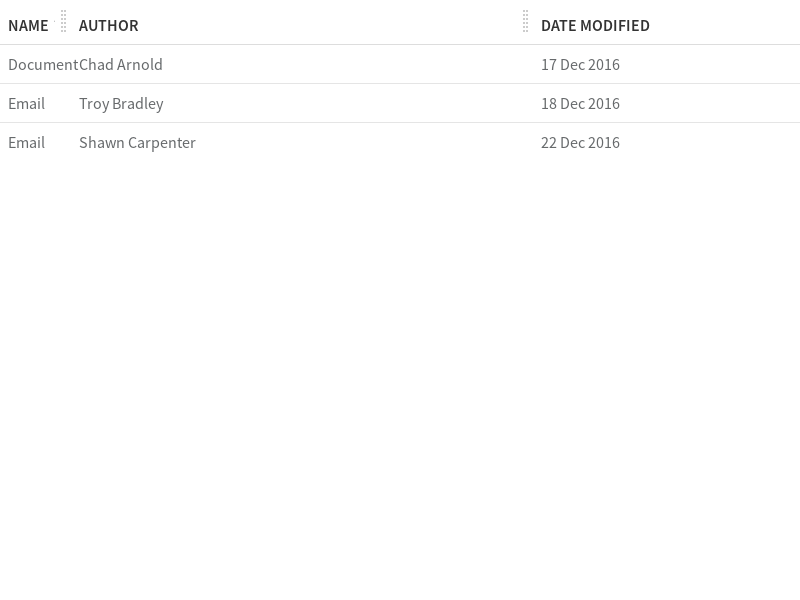 NAME AUTHOR DATE MODIFIED
Document Chad Arnold 17 Dec 2016
Email Troy Bradley 18 Dec 2016
Email Shawn Carpenter 22 Dec 2016